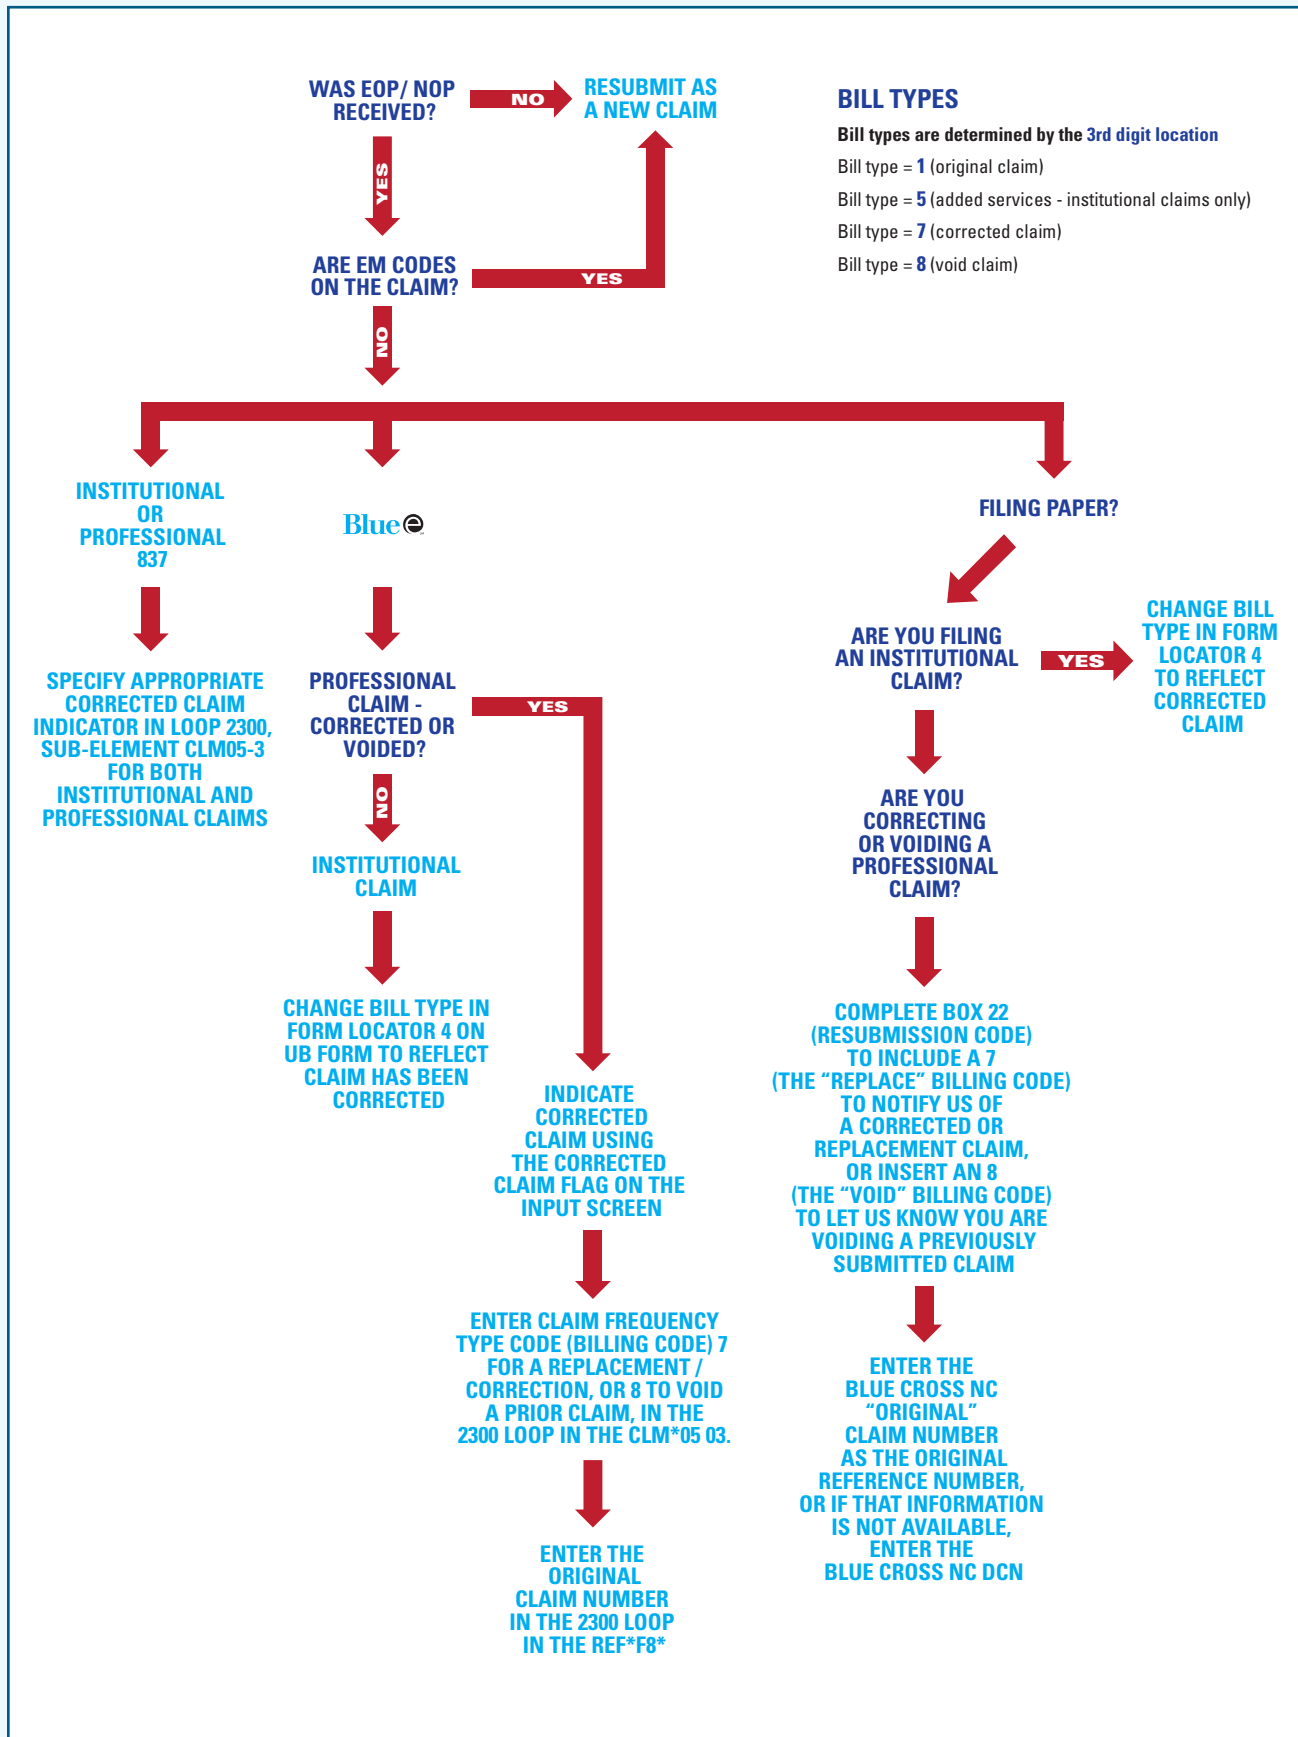 WAS EOP/ NOP
RECEIVED?
NO
RESUBMIT AS
A NEW CLAIM
YES
ARE EM CODES
ON THE CLAIM?
YES
NO
BILL TYPES
Bill types are determined by the 3rd digit location
Bill type = 1 (original claim)
Bill type = 5 (added services - institutional claims only)
Bill type = 7 (corrected claim)
Bill type = 8 (void claim)
INSTITUTIONAL
OR
PROFESSIONAL
837
SPECIFY APPROPRIATE
CORRECTED CLAIM
INDICATOR IN LOOP 2300,
SUB-ELEMENT CLM05-3
FOR BOTH
INSTITUTIONAL AND
PROFESSIONAL CLAIMS
Blue e
PROFESSIONAL
CLAIM -
CORRECTED OR
VOIDED?
YES
NO
INSTITUTIONAL
CLAIM
CHANGE BILL TYPE IN
FORM LOCATOR 4 ON
UB FORM TO REFLECT
CLAIM HAS BEEN
CORRECTED
INDICATE
CORRECTED
CLAIM USING
THE CORRECTED
CLAIM FLAG ON THE
INPUT SCREEN
ENTER CLAIM FREQUENCY
TYPE CODE (BILLING CODE) 7
FOR A REPLACEMENT /
CORRECTION, OR 8 TO VOID
A PRIOR CLAIM, IN THE
2300 LOOP IN THE CLM*05 03.
ENTER THE
ORIGINAL
CLAIM NUMBER
IN THE 2300 LOOP
IN THE REF*F8*
FILING PAPER?
ARE YOU FILING
AN INSTITUTIONAL
CLAIM?
YES
CHANGE BILL
TYPE IN FORM
LOCATOR 4
TO REFLECT
CORRECTED
CLAIM
ARE YOU
CORRECTING
OR VOIDING A
PROFESSIONAL
CLAIM?
COMPLETE BOX 22
(RESUBMISSION CODE)
TO INCLUDE A 7
(THE “REPLACE” BILLING CODE)
TO NOTIFY US OF
A CORRECTED OR
REPLACEMENT CLAIM,
OR INSERT AN 8
(THE “VOID” BILLING CODE)
TO LET US KNOW YOU ARE
VOIDING A PREVIOUSLY
SUBMITTED CLAIM
ENTER THE
BLUE CROSS NC
“ORIGINAL”
CLAIM NUMBER
AS THE ORIGINAL
REFERENCE NUMBER,
OR IF THAT INFORMATION
IS NOT AVAILABLE,
ENTER THE
BLUE CROSS NC DCN